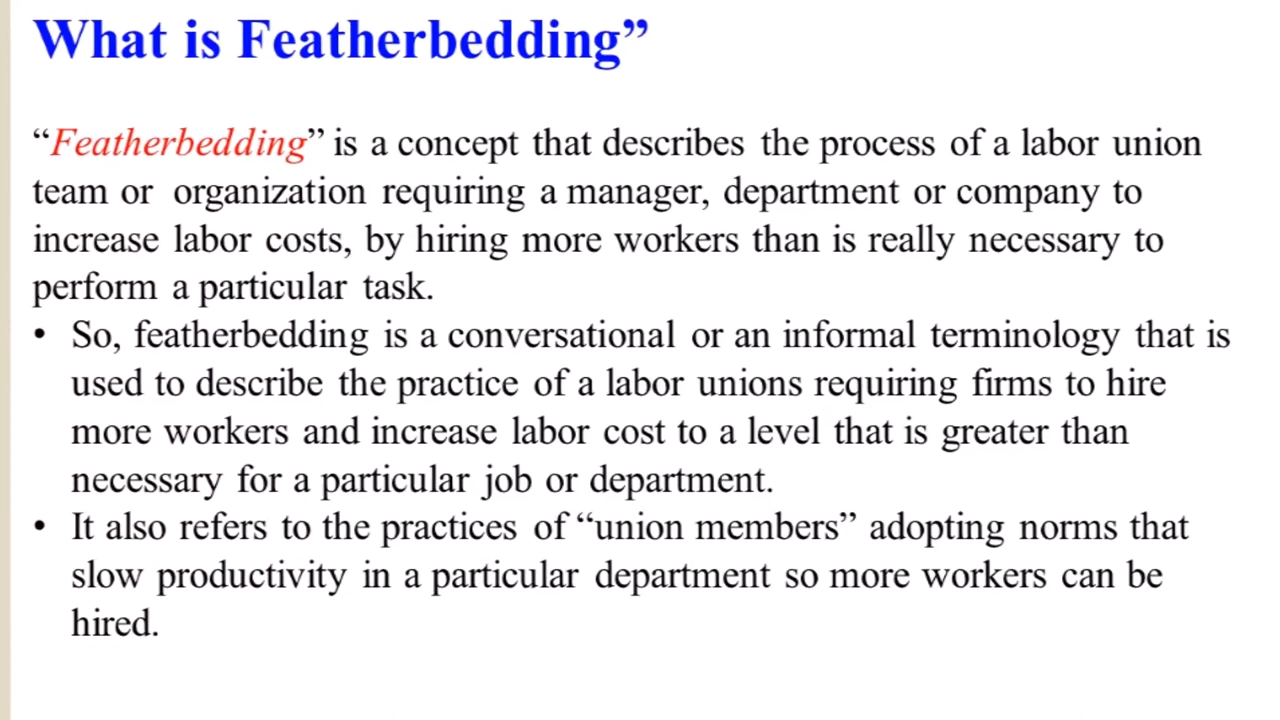 What is Featherbedding”
“Featherbedding” is a concept that describes the process of a labor union
team or organization requiring a manager, department or company to
increase labor costs, by hiring more workers than is really necessary to
perform a particular task.
• So, featherbedding is a conversational or an informal terminology that is
used to describe the practice of a labor unions requiring firms to hire
more workers and increase labor cost to a level that is greater than
necessary for a particular job or department.
• It also refers to the practices of “union members” adopting norms that
slow productivity in a particular department so more workers can be
hired.